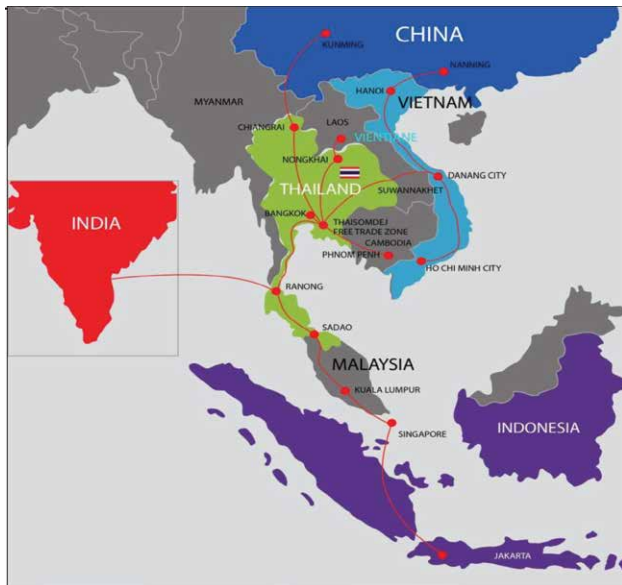 CHINA
KUNMING
NANNING
HANOI
VIETNAM
MYANMAR
LAOS
CHIANGRAI
VIENTIANE
NONGKHAI
DANANG CITY
THAILAND
SUWANNAKHET
BANGKOK
THAISOMDEJ
FREE TRADE ZONE
INDIA
CAMBODIA
PHNOM PENH
HO CHI MINH CITY
RANONG
SADAO
MALAYSIA
KUALA LUMPUR
INDONESIA
SINGAPORE
JAKARTA